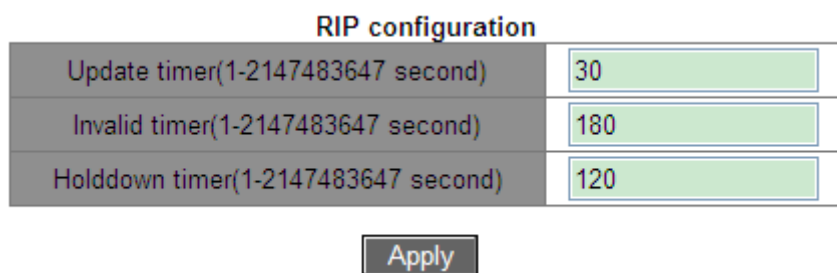 RIP configuration
Update timer(1-2147483647 second) 30
Invalid timer(1-2147483647 second) 180
Holddown timer(1-2147483647 second) 120
Apply